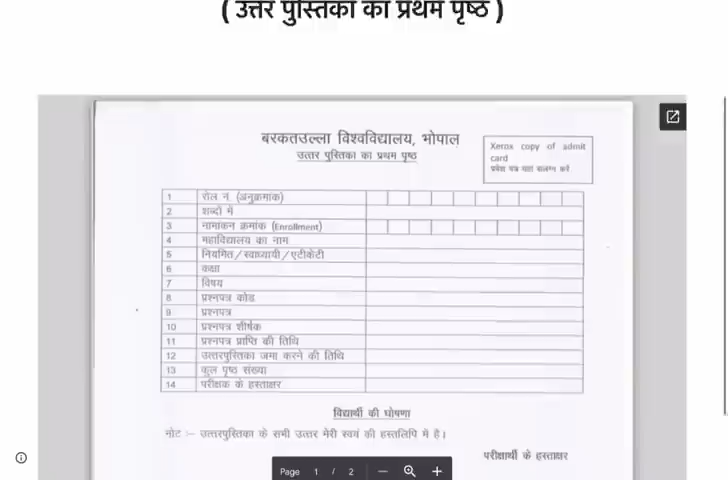 ( उत्तर पुस्तिका का प्रथम पृष्ठ )
बरकतउल्ला विश्वविद्यालय, भोपाल
उत्तर पुस्तिका का प्रथम पृष्ठ
Xerox copy of admit
card
प्रवेश पत्र यहां संलग्न करें
1 रोल नं. (अनुक्रमांक)
2 शब्दों में
3 नामांकन क्रमांक (Enrollment)
4 महाविद्यालय का नाम
5 नियमित/स्वाध्यायी/एटीकेटी
6 कक्षा
7 विषय
8 प्रश्नपत्र कोड
9 प्रश्नपत्र
10 प्रश्नपत्र शीर्षक
11 प्रश्नपत्र प्राप्ति की तिथि
12 उत्तरपुस्तिका जमा करने की तिथि
13 कुल पृष्ठ संख्या
14 परीक्षक के हस्ताक्षर
विद्यार्थी की घोषणा
नोट :- उत्तरपुस्तिका के सभी उत्तर मेरी स्वयं की हस्तलिपि में है।
परीक्षार्थी के हस्ताक्षर
Page 1 / 2